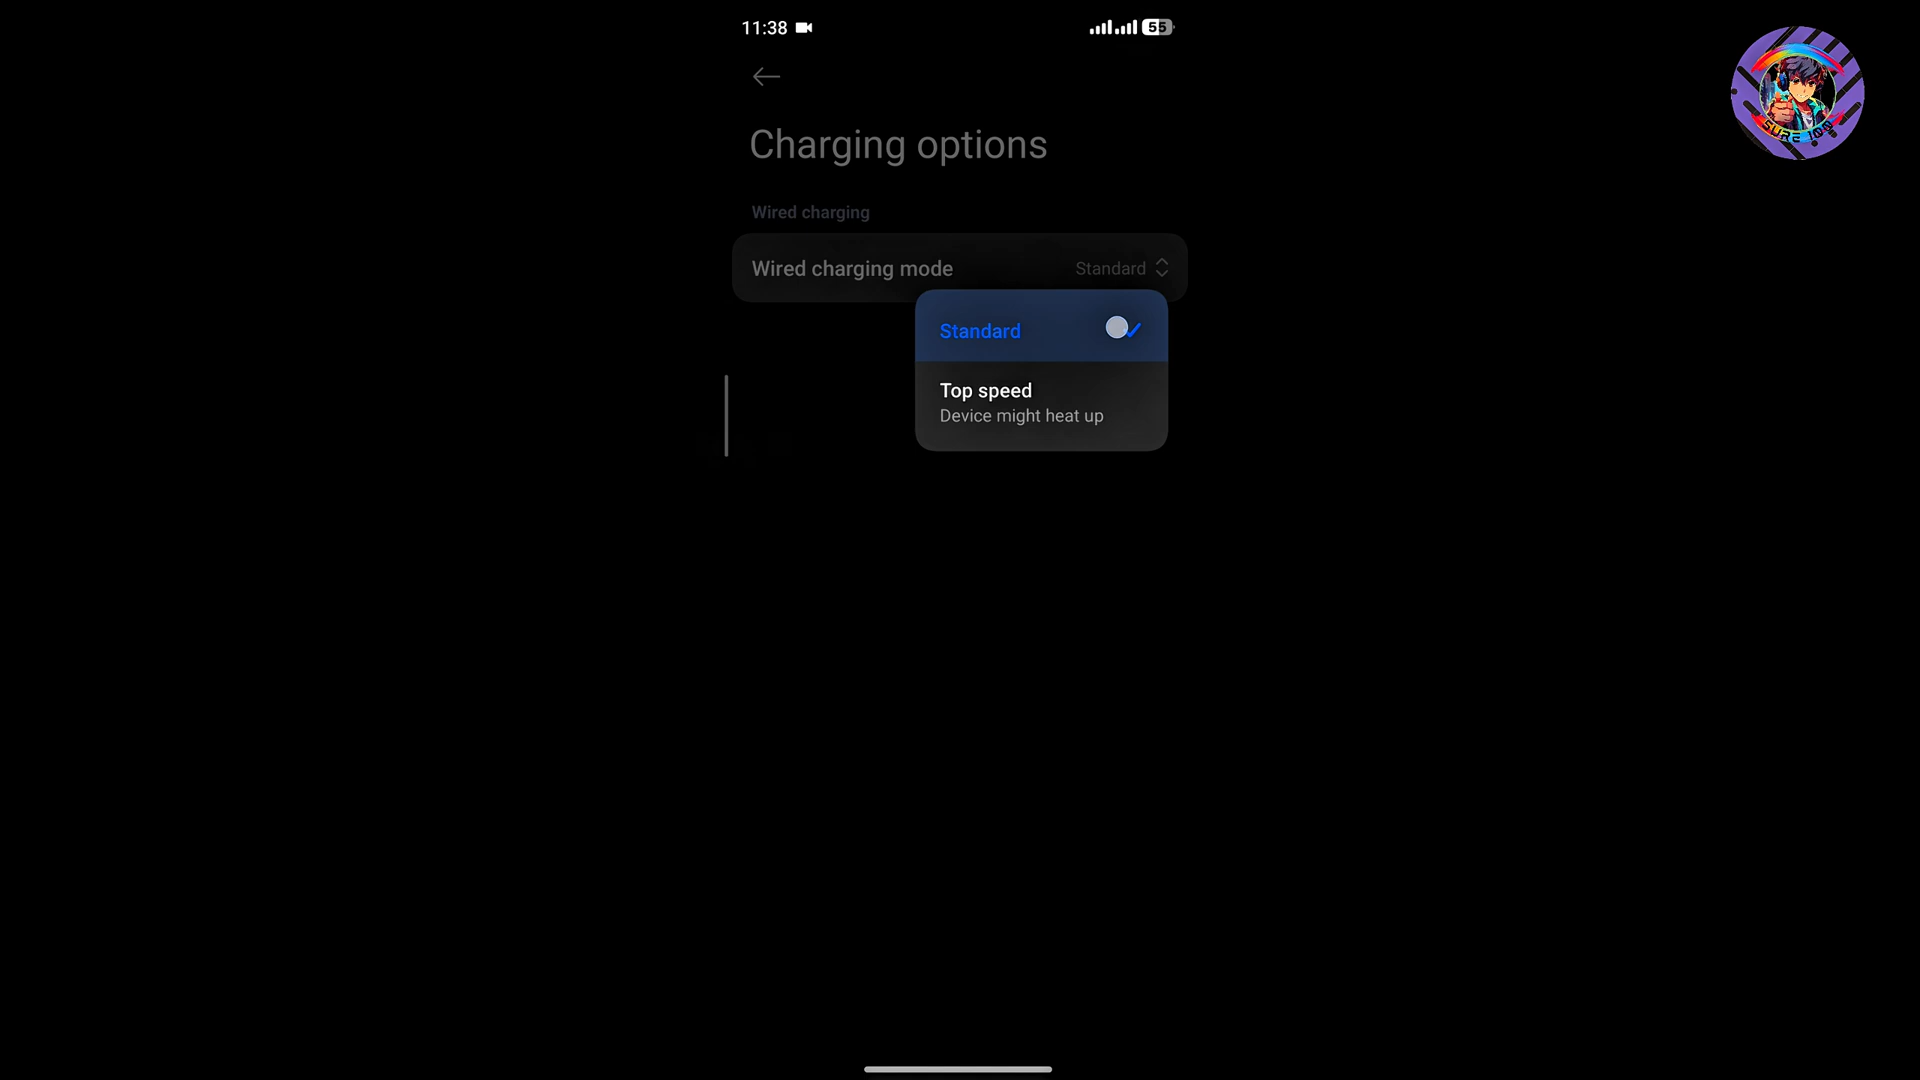 11:38
55
Charging options
Wired charging
Wired charging mode
Standard
Standard
Top speed
Device might heat up